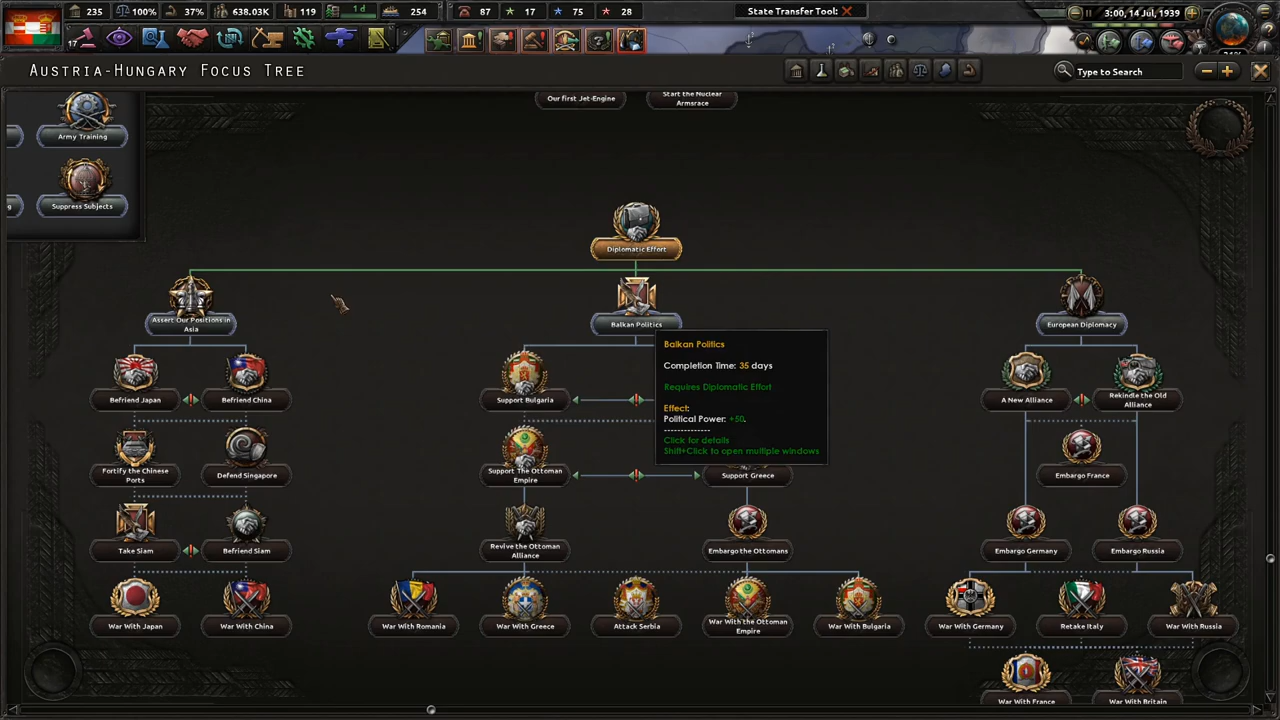 235
100%
37%
638.03K
119
1d
254
87
17
75
28
State Transfer Tool:
3:00, 14 Jul, 1939
17
Austria-Hungary Focus Tree
Type to Search
Our first Jet-Engine
Start the Nuclear
Armsrace
Army Training
Suppress Subjects
Diplomatic Effort
Assert Our Positions in
Asia
Balkan Politics
European Diplomacy
Balkan Politics
Completion Time: 35 days
Requires Diplomatic Effort
Effect:
Political Power: +50.
--------------
Click for details
Shift+Click to open multiple windows
Befriend Japan
Befriend China
Support Bulgaria
A New Alliance
Rekindle the Old
Alliance
Fortify the Chinese
Ports
Defend Singapore
Support The Ottoman
Empire
Support Greece
Embargo France
Take Siam
Befriend Siam
Revive the Ottoman
Alliance
Embargo the Ottomans
Embargo Germany
Embargo Russia
War With Japan
War With China
War With Romania
War With Greece
Attack Serbia
War With the Ottoman
Empire
War With Bulgaria
War With Germany
Retake Italy
War With Russia
War With France
War With Britain